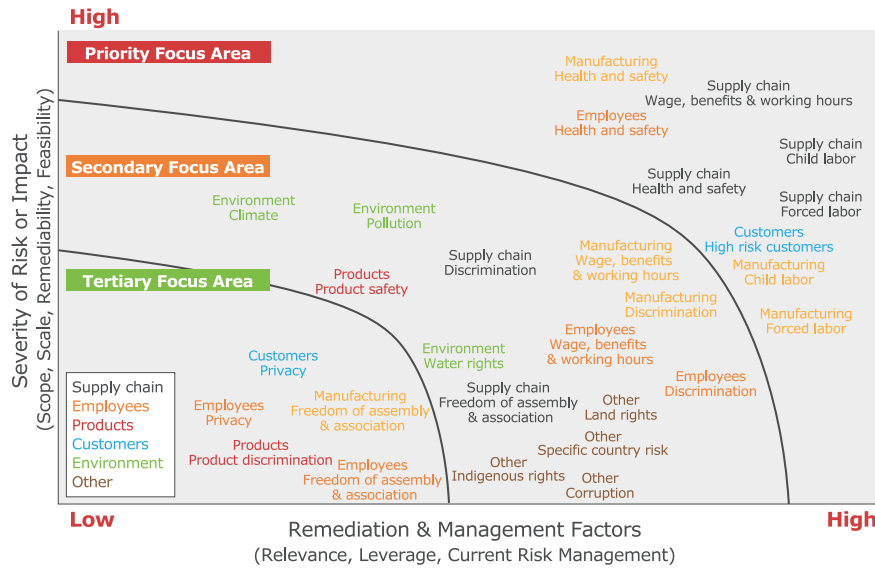 High
Priority Focus Area
Manufacturing
Health and safety
Supply chain
Wage, benefits & working hours
Employees
Health and safety
Supply chain
Child labor
Secondary Focus Area
Supply chain
Health and safety
Supply chain
Forced labor
Environment
Climate
Environment
Pollution
Customers
High risk customers
Supply chain
Discrimination
Manufacturing
Wage, benefits
& working hours
Manufacturing
Child labor
Tertiary Focus Area
Products
Product safety
Manufacturing
Discrimination
Manufacturing
Forced labor
Employees
Wage, benefits
& working hours
Environment
Water rights
Customers
Privacy
Employees
Discrimination
Supply chain
Freedom of assembly
& association
Manufacturing
Freedom of assembly
& association
Employees
Privacy
Other
Land rights
Other
Specific country risk
Products
Product discrimination
Other
Indigenous rights
Employees
Freedom of assembly
& association
Other
Corruption
Supply chain
Employees
Products
Customers
Environment
Other
Severity of Risk or Impact
(Scope, Scale, Remediability, Feasibility)
Low
High
Remediation & Management Factors
(Relevance, Leverage, Current Risk Management)